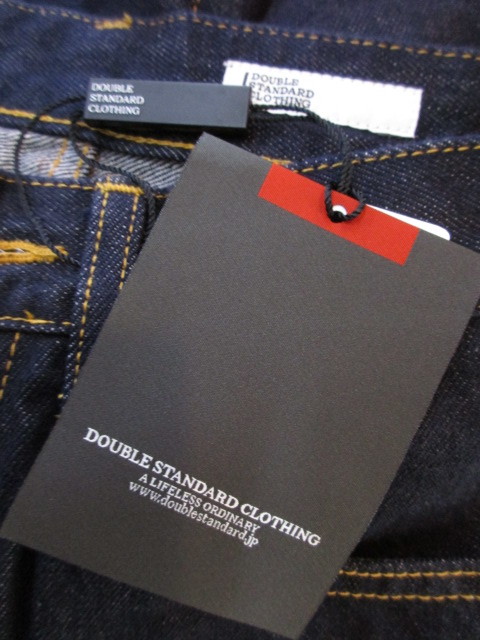 DOUBLE
STANDARD
CLOTHING
DOUBLE
STANDARD
CLOTHING
DOUBLE STANDARD CLOTHING
A LIFELESS ORDINARY
www.doublestandard.jp